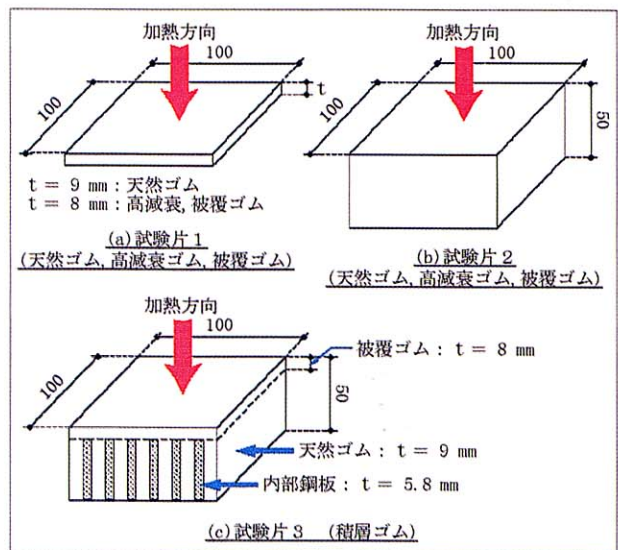 加熱方向
100
100
t
t = 9 mm : 天然ゴム
t = 8 mm : 高減衰, 被覆ゴム
(a)試験片1
(天然ゴム, 高減衰ゴム, 被覆ゴム)
加熱方向
100
100
50
(b)試験片2
(天然ゴム, 高減衰ゴム, 被覆ゴム)
加熱方向
100
100
50
被覆ゴム : t = 8 mm
天然ゴム : t = 9 mm
内部鋼板 : t = 5.8 mm
(c)試験片3 (積層ゴム)